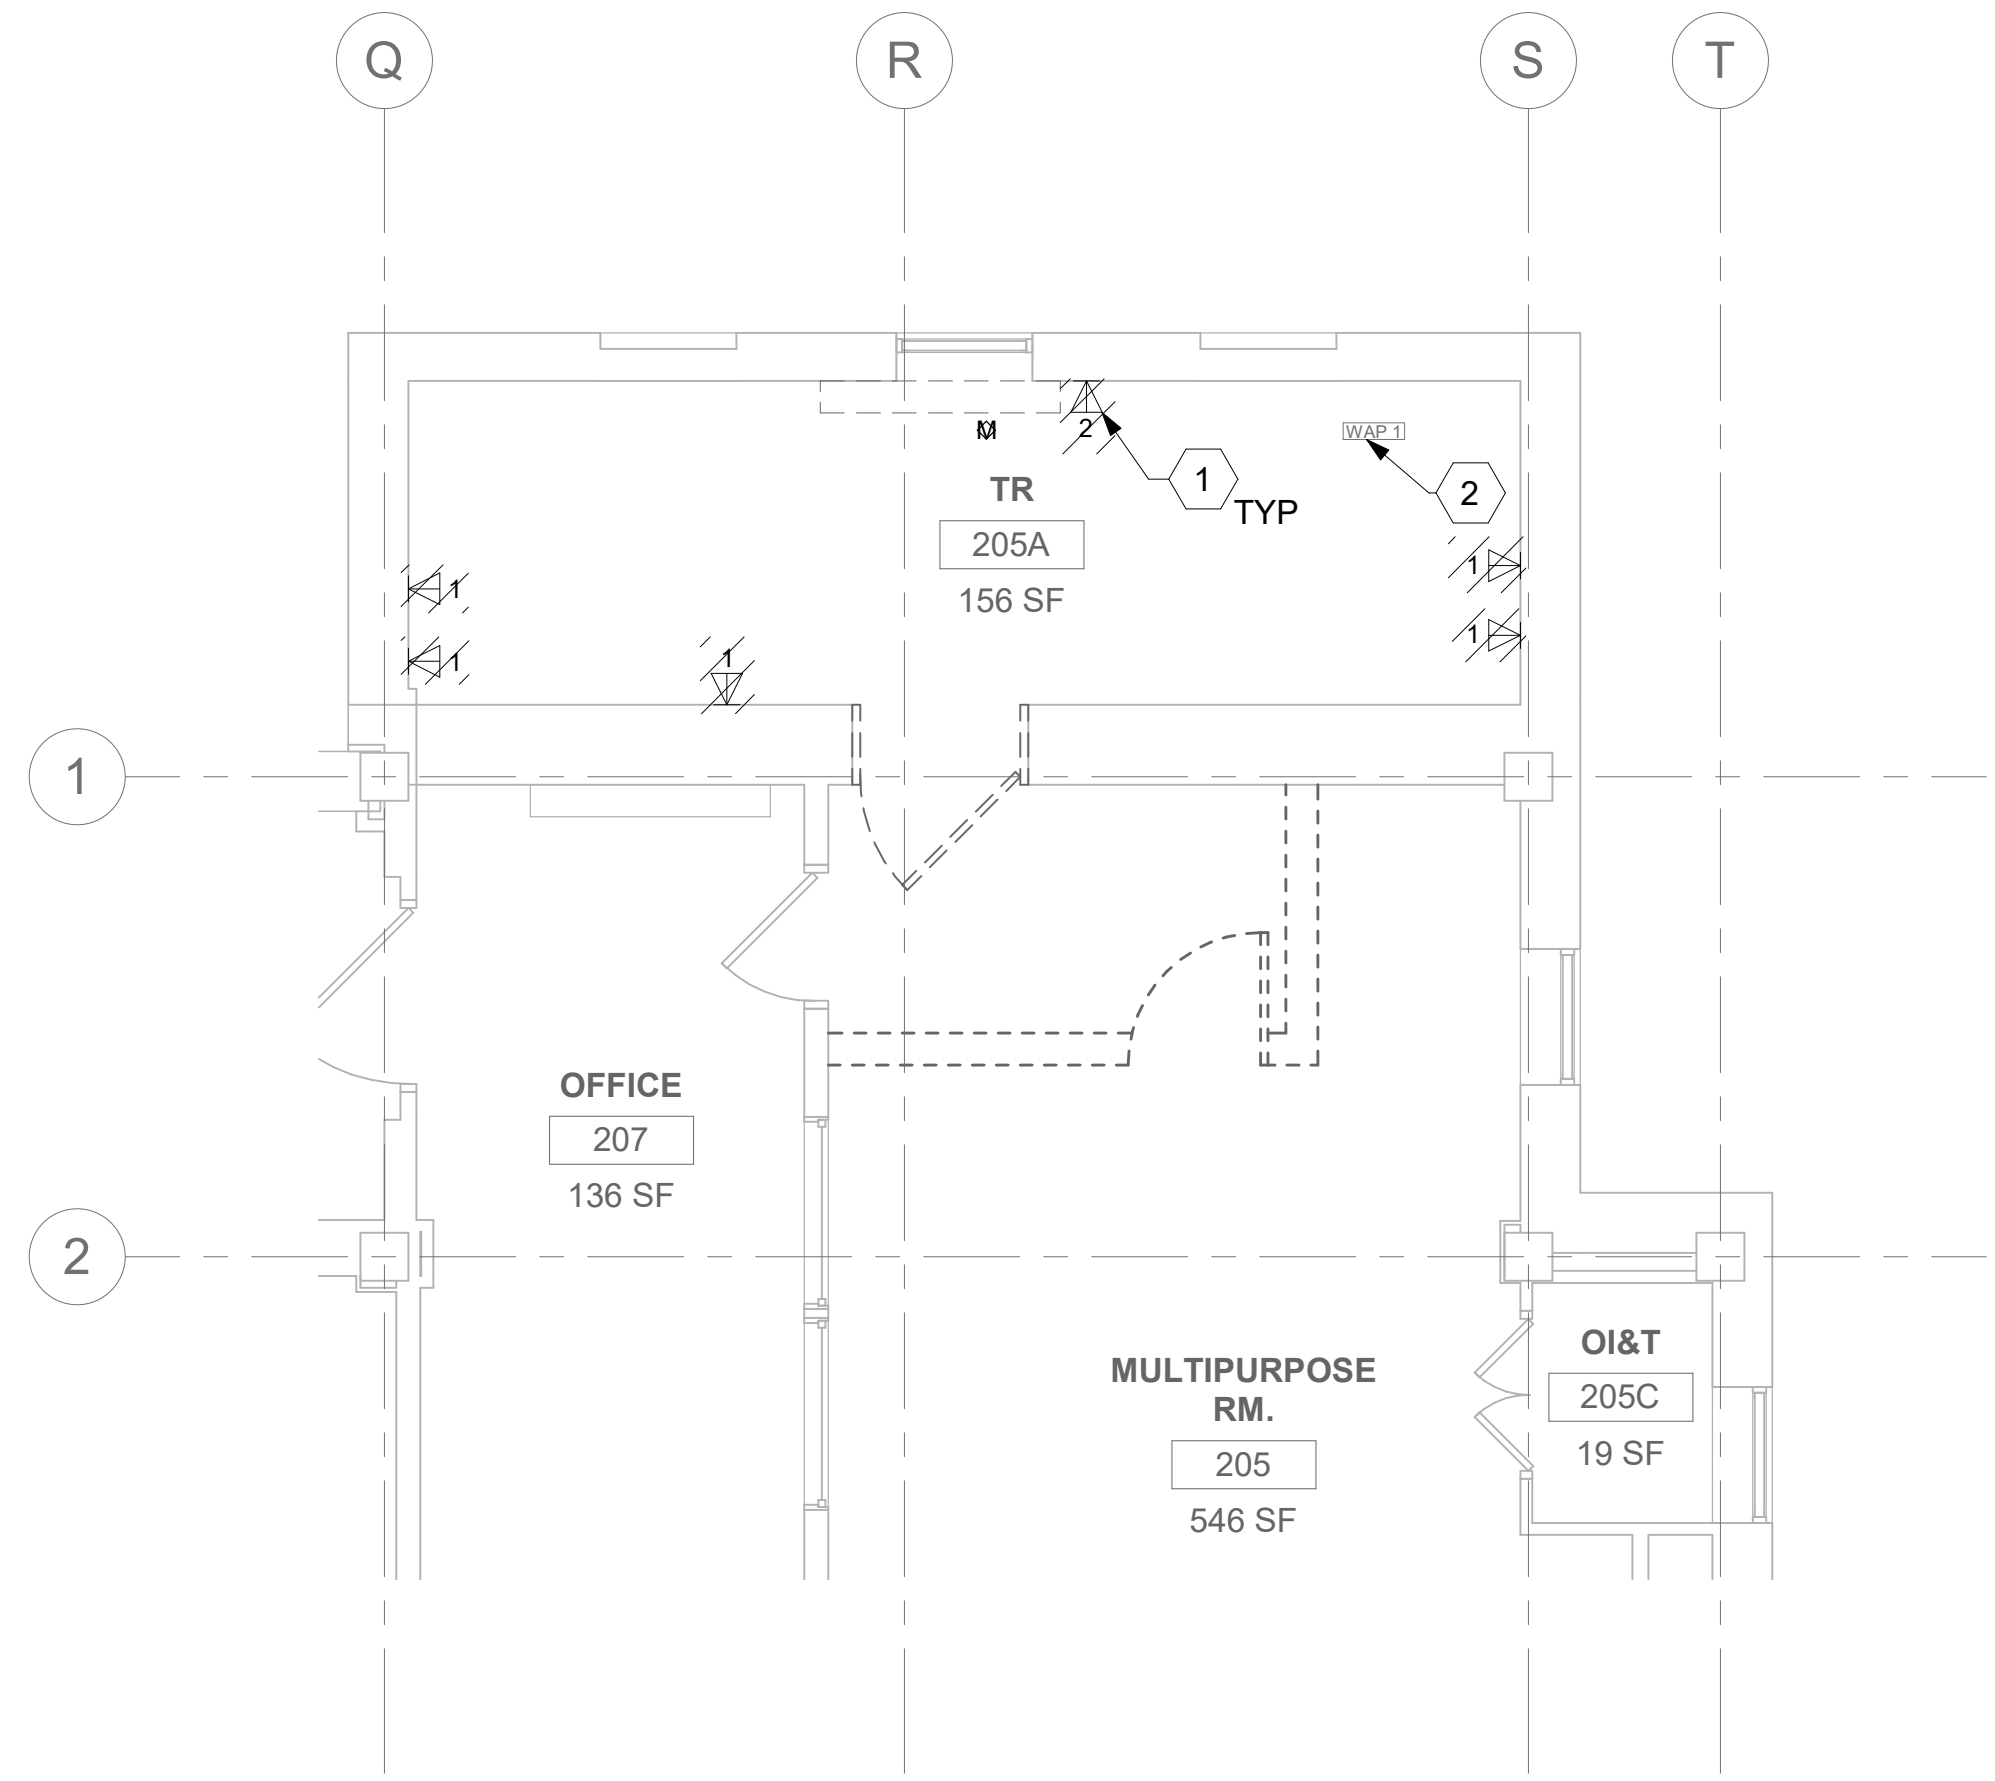 Q
R
S
T
M
2
WAP 1
1
TYP
2
TR
205A
156 SF
1
1
1
1
1
1
OFFICE
207
136 SF
2
MULTIPURPOSE
RM.
205
546 SF
OI&T
205C
19 SF